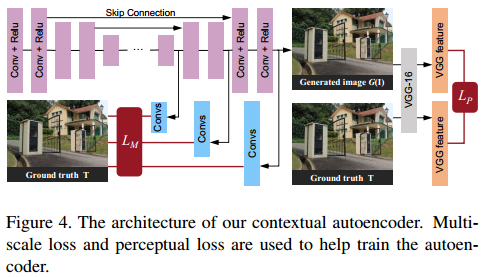 Skip Connection
Conv + Relu
Conv + Relu
...
Conv + Relu
Conv + Relu
Generated image G(I)
VGG-16
VGG feature
L_P
Convs
Convs
Convs
L_M
Ground truth T
Ground truth T
VGG feature
Figure 4. The architecture of our contextual autoencoder. Multi-
scale loss and perceptual loss are used to help train the autoen-
coder.